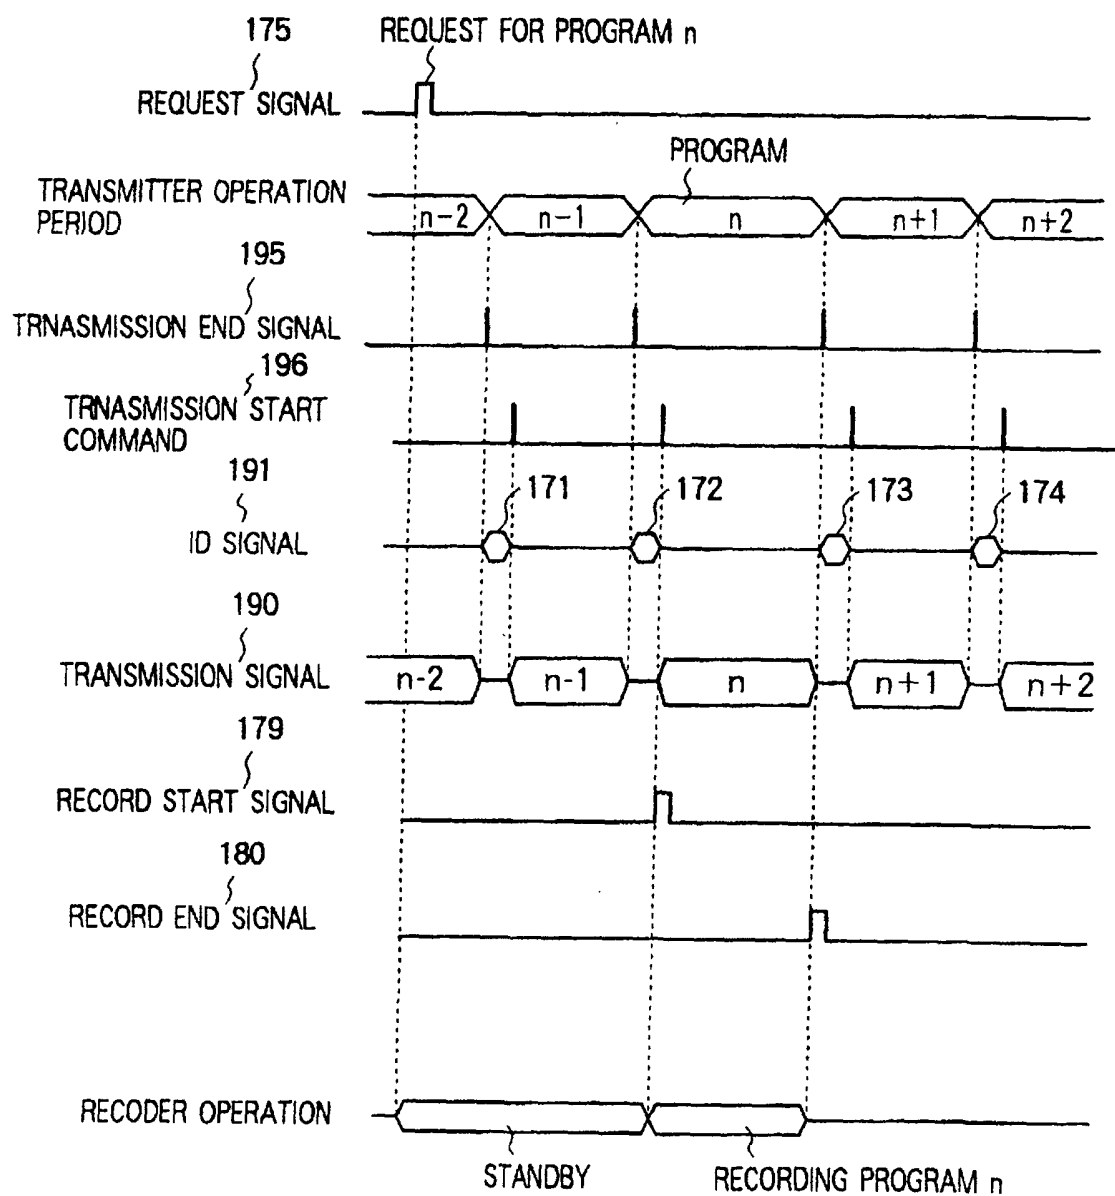 175
REQUEST FOR PROGRAM n
REQUEST SIGNAL
PROGRAM
TRANSMITTER OPERATION
PERIOD
n-2
n-1
n
n+1
n+2
195
TRNASMISSION END SIGNAL
196
TRNASMISSION START
COMMAND
191
171
172
173
174
ID SIGNAL
190
TRANSMISSION SIGNAL
n-2
n-1
n
n+1
n+2
179
RECORD START SIGNAL
180
RECORD END SIGNAL
RECODER OPERATION
STANDBY
RECORDING PROGRAM n